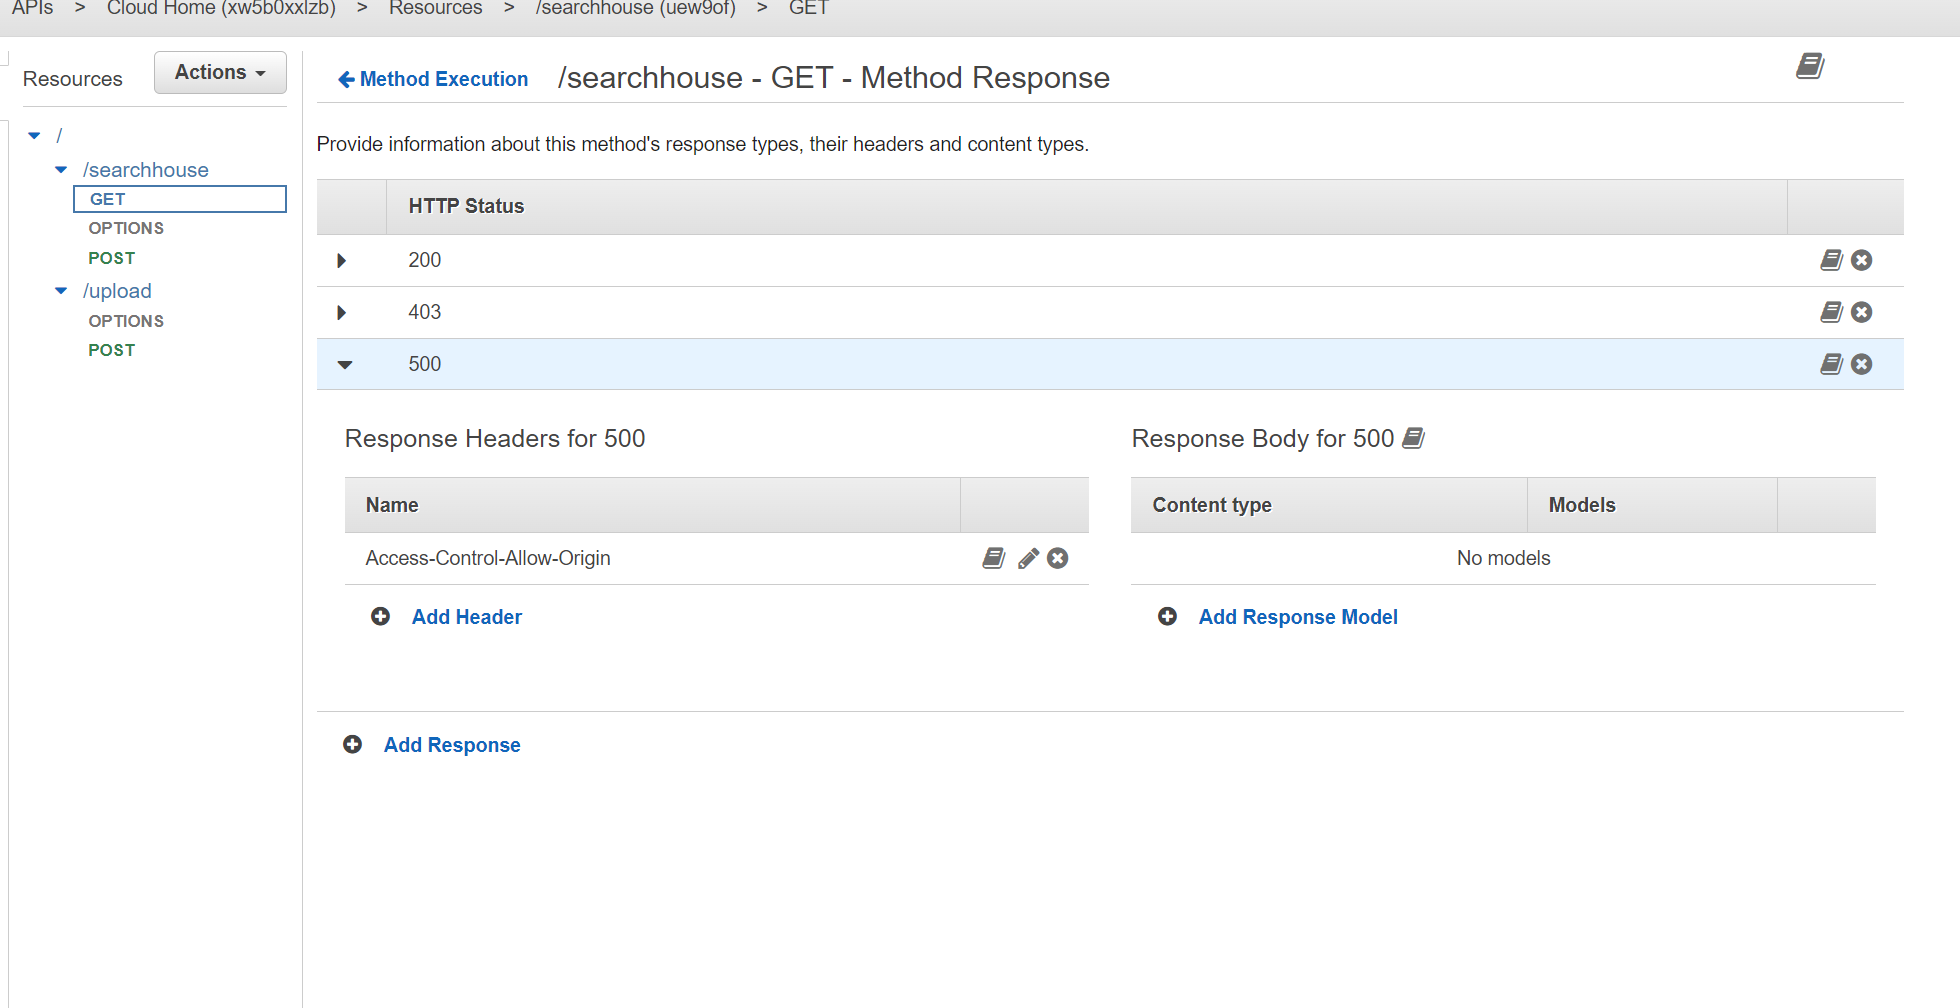 APIs > Cloud Home (xw5b0xxlzb) > Resources > /searchhouse (uew9of) > GET
Resources
Actions
/
/searchhouse
GET
OPTIONS
POST
/upload
OPTIONS
POST
Method Execution /searchhouse - GET - Method Response
Provide information about this method's response types, their headers and content types.
HTTP Status
200
403
500
Response Headers for 500
Name
Access-Control-Allow-Origin
Add Header
Response Body for 500
Content type Models
No models
Add Response Model
Add Response